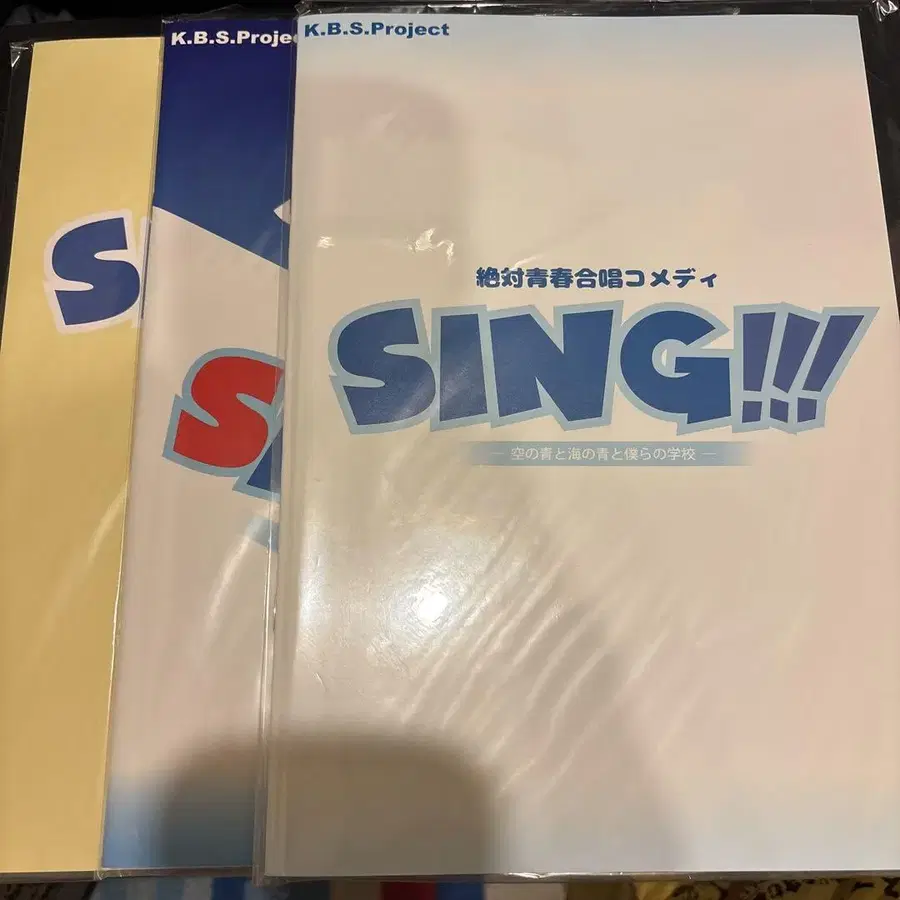 K.B.S.Project
絶対青春合唱コメディ
SING!!!
― 空の青と海の青と僕らの学校 ―
K.B.S.Proje
S
S